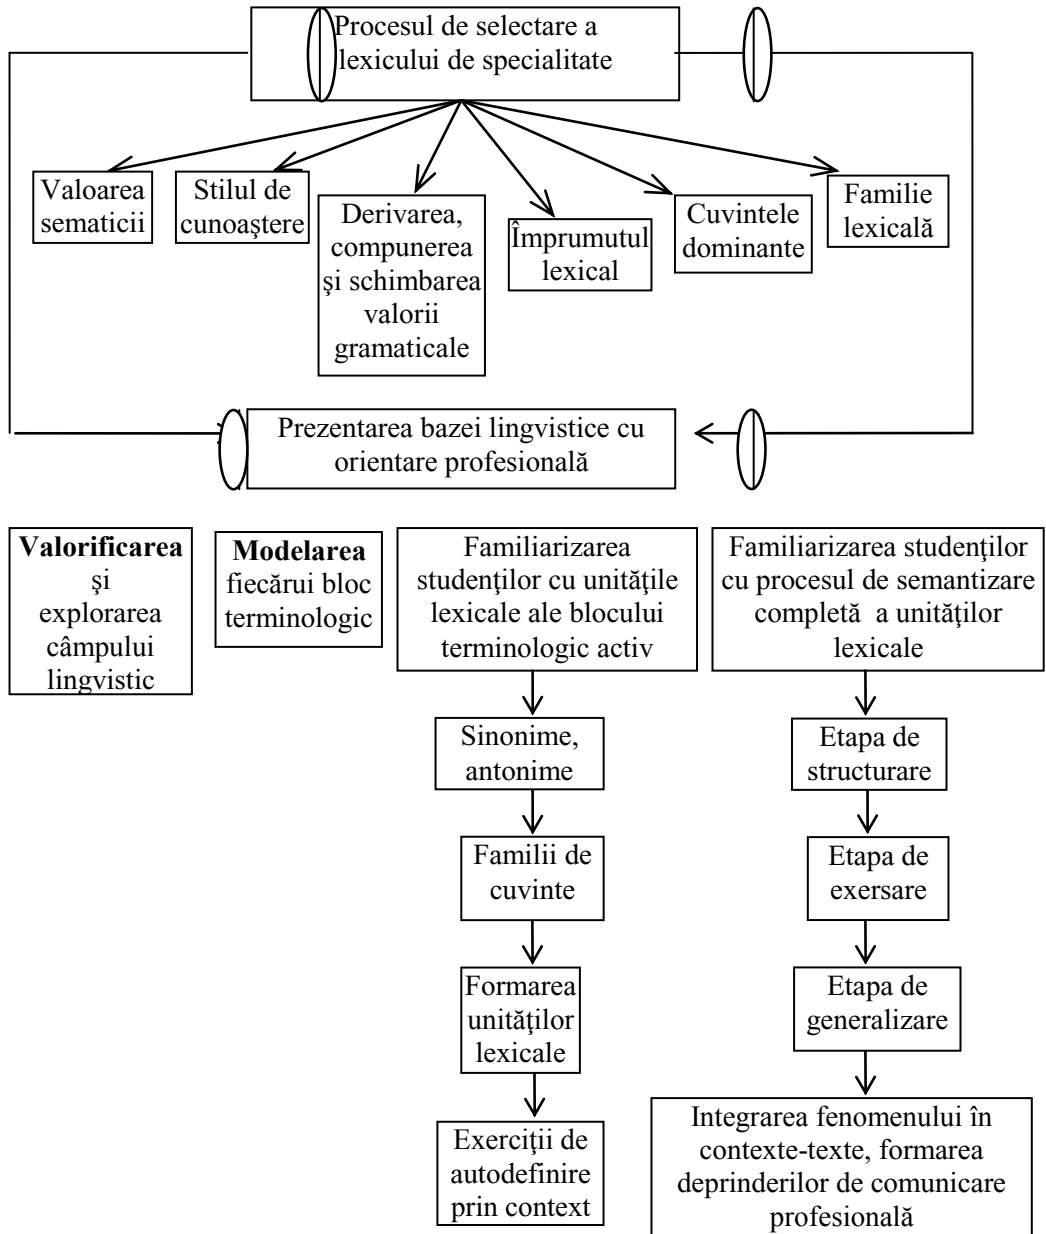 Procesul de selectare a
lexicului de specialitate
Valoarea
sematicii
Stilul de
cunoaştere
Derivarea,
compunerea
şi schimbarea
valorii
gramaticale
Împrumutul
lexical
Cuvintele
dominante
Familie
lexicală
Prezentarea bazei lingvistice cu
orientare profesională
Valorificarea
şi
explorarea
câmpului
lingvistic
Modelarea
fiecărui bloc
terminologic
Familiarizarea
studenţilor cu unităţile
lexicale ale blocului
terminologic activ
Familiarizarea studenţilor
cu procesul de semantizare
completă a unităţilor
lexicale
Sinonime,
antonime
Familii de
cuvinte
Formarea
unităţilor
lexicale
Exerciţii de
autodefinire
prin context
Etapa de
structurare
Etapa de
exersare
Etapa de
generalizare
Integrarea fenomenului în
contexte-texte, formarea
deprinderilor de comunicare
profesională